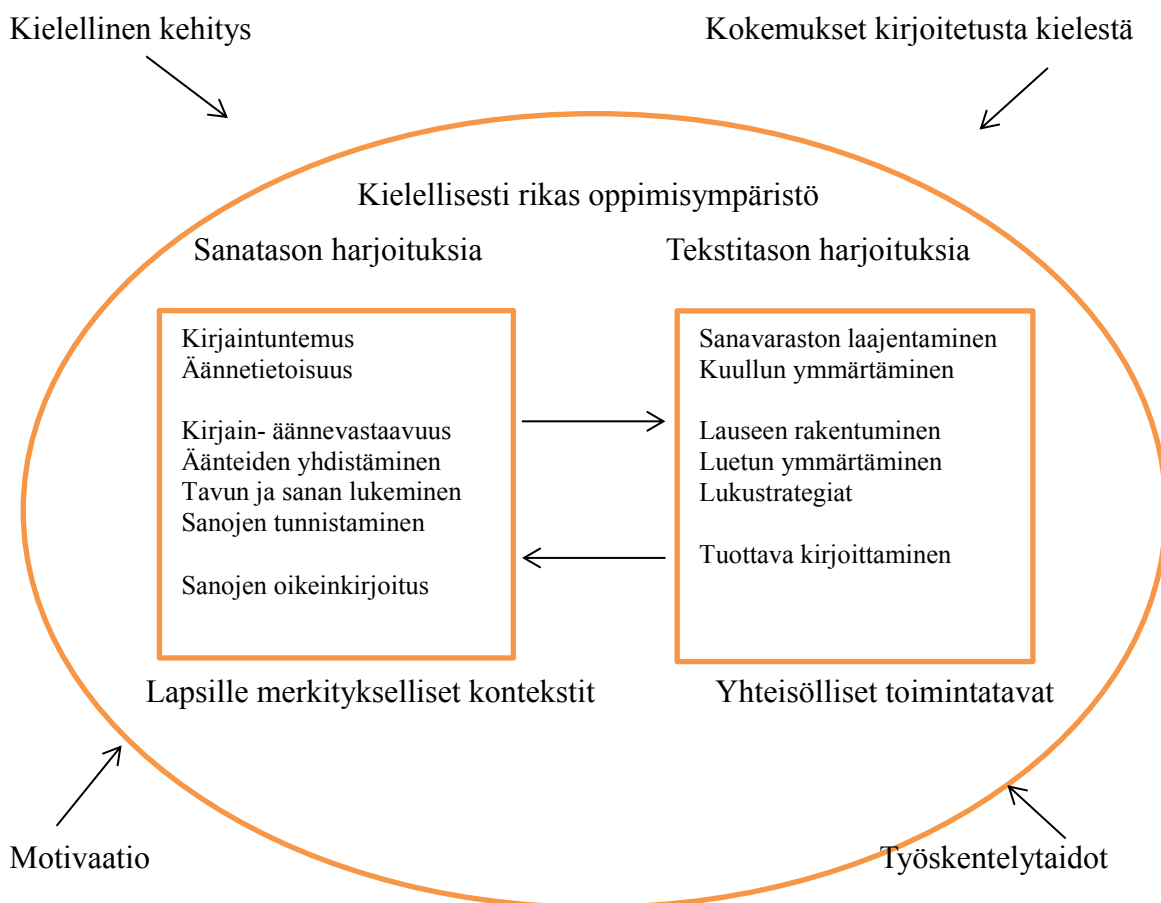 Kielellinen kehitys
Kokemukset kirjoitetusta kielestä
Kielellisesti rikas oppimisympäristö
Sanatason harjoituksia
Tekstitason harjoituksia
Kirjaintuntemus
Äännetietoisuus
Kirjain- äännevastaavuus
Äänteiden yhdistäminen
Tavun ja sanan lukeminen
Sanojen tunnistaminen
Sanojen oikeinkirjoitus
Sanavaraston laajentaminen
Kuullun ymmärtäminen
Lauseen rakentuminen
Luetun ymmärtäminen
Lukustrategiat
Tuottava kirjoittaminen
Lapsille merkitykselliset kontekstit
Yhteisölliset toimintatavat
Motivaatio
Työskentelytaidot